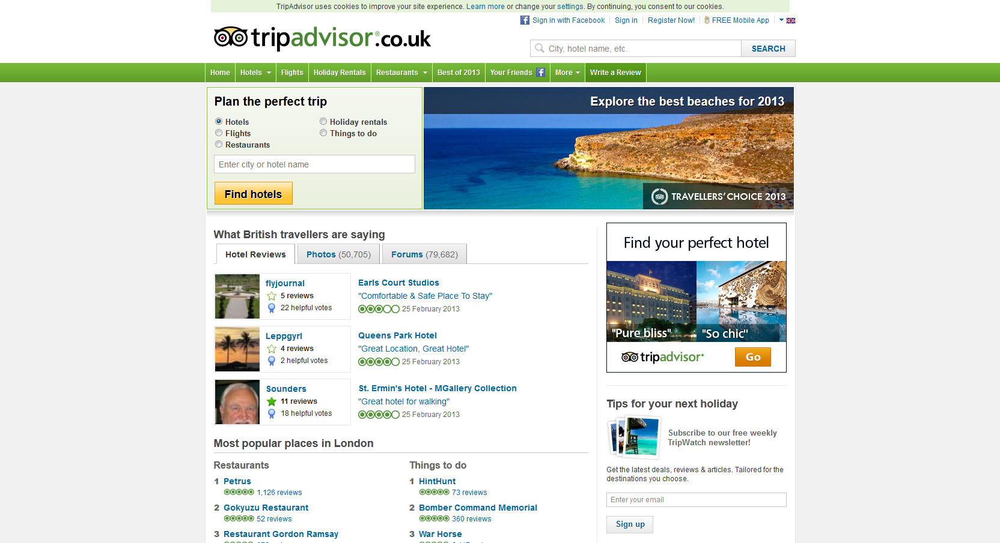 TripAdvisor uses cookies to improve your site experience. Learn more or change your settings. By continuing, you consent to our cookies.
Sign in with Facebook
Sign in
Register Now!
FREE Mobile App
tripadvisor®.co.uk
City, hotel name, etc.
SEARCH
Home
Hotels
Flights
Holiday Rentals
Restaurants
Best of 2013
Your Friends
More
Write a Review
Plan the perfect trip
Hotels
Holiday rentals
Flights
Things to do
Restaurants
Enter city or hotel name
Find hotels
Explore the best beaches for 2013
TRAVELLERS' CHOICE 2013
What British travellers are saying
Hotel Reviews
Photos (50,705)
Forums (79,682)
flyjournal
5 reviews
22 helpful votes
Earls Court Studios
"Comfortable & Safe Place To Stay"
25 February 2013
Leppgyrl
4 reviews
2 helpful votes
Queens Park Hotel
"Great Location, Great Hotel"
25 February 2013
Sounders
11 reviews
18 helpful votes
St. Ermin's Hotel - MGallery Collection
"Great hotel for walking"
25 February 2013
Most popular places in London
Restaurants
1 Petrus
1,126 reviews
2 Gokyuzu Restaurant
52 reviews
3 Restaurant Gordon Ramsay
Things to do
1 HintHunt
73 reviews
2 Bomber Command Memorial
360 reviews
3 War Horse
Find your perfect hotel
"Pure bliss"
"So chic"
tripadvisor®
Go
Tips for your next holiday
Subscribe to our free weekly
TripWatch newsletter!
Get the latest deals, reviews & articles. Tailored for the
destinations you choose.
Enter your email
Sign up